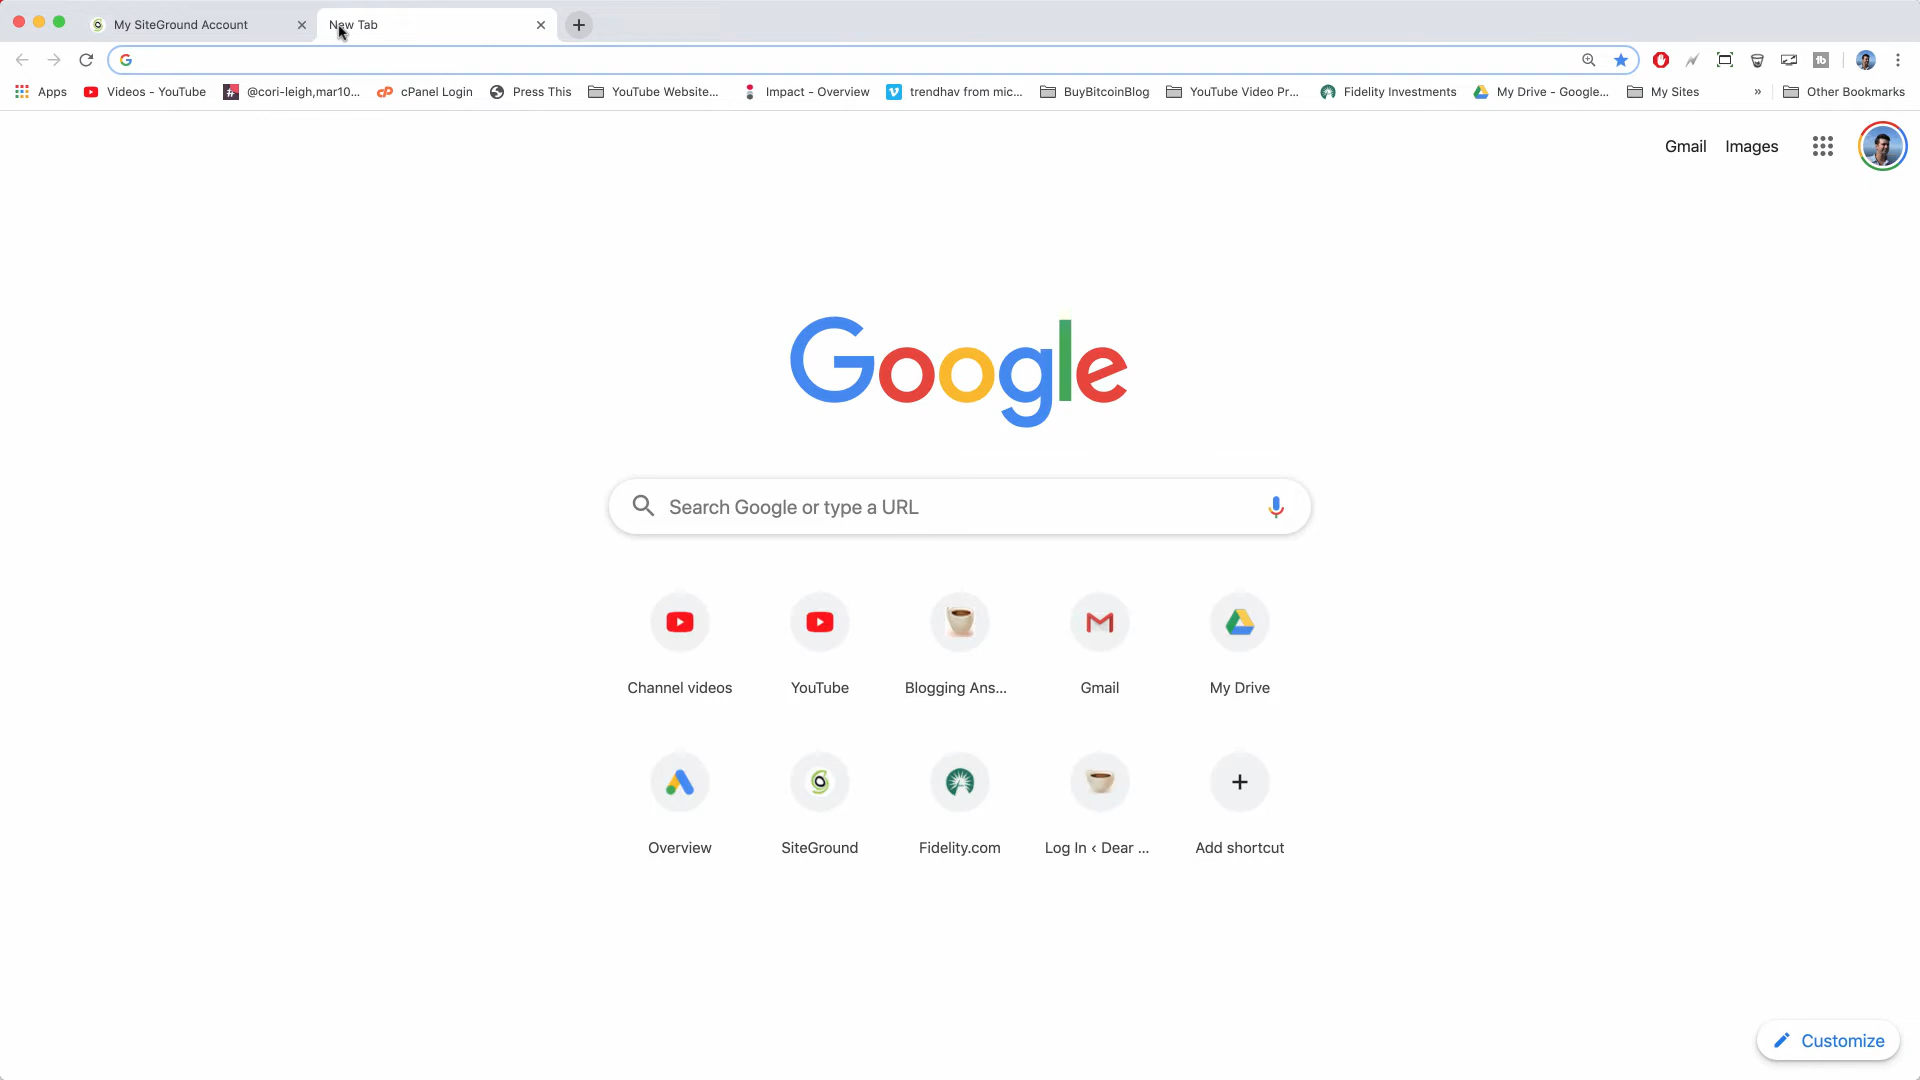 My SiteGround Account
New Tab
Apps
Videos - YouTube
@cori-leigh,mar10...
cPanel Login
Press This
YouTube Website...
Impact - Overview
trendhav from mic...
BuyBitcoinBlog
YouTube Video Pr...
Fidelity Investments
My Drive - Google...
My Sites
»
Other Bookmarks
Gmail
Images
Google
Search Google or type a URL
Channel videos
YouTube
Blogging Ans...
Gmail
My Drive
Overview
SiteGround
Fidelity.com
Log In ‹ Dear ...
Add shortcut
Customize